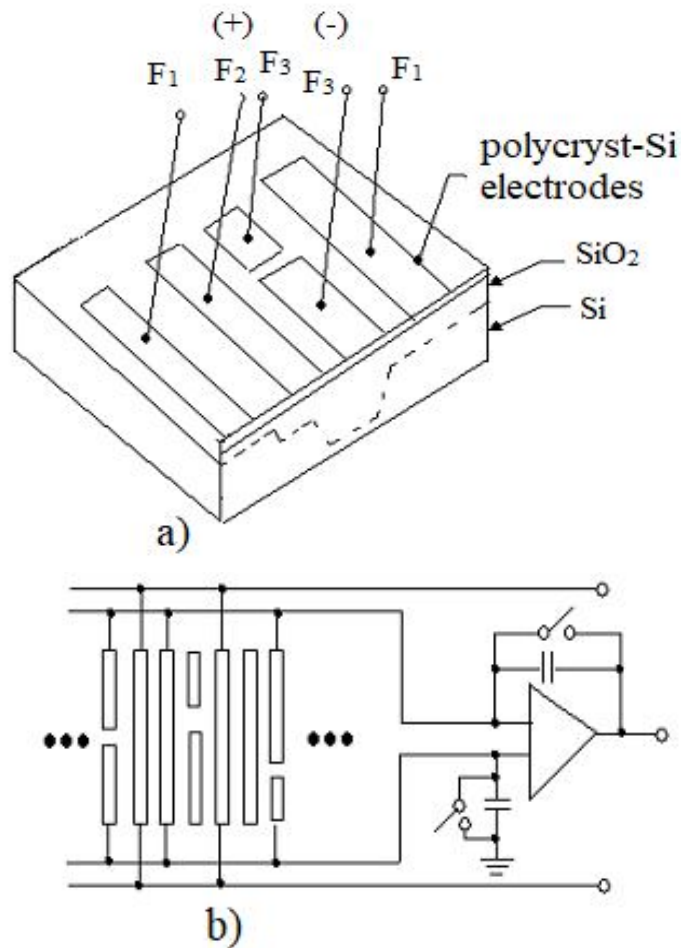 (+) (-)
F1 F2 F3 F3 F1
polycryst-Si
electrodes
SiO2
Si
a)
b)